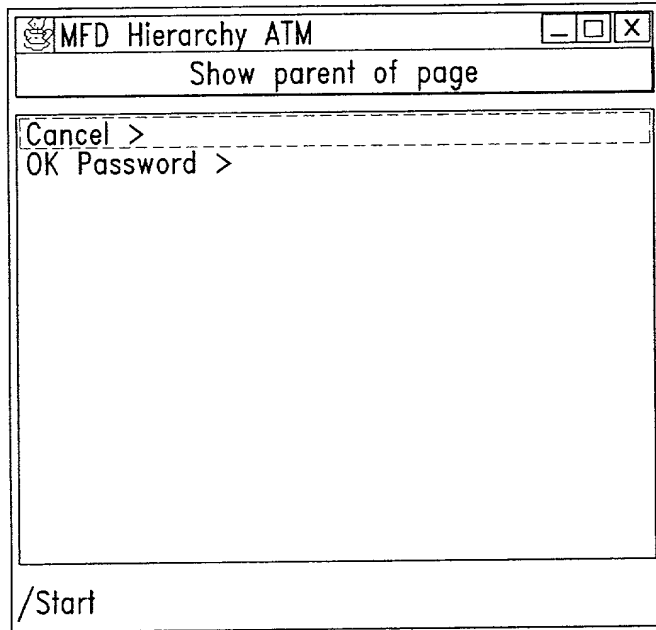 MFD Hierarchy ATM
Show parent of page
Cancel >
OK Password >
/Start